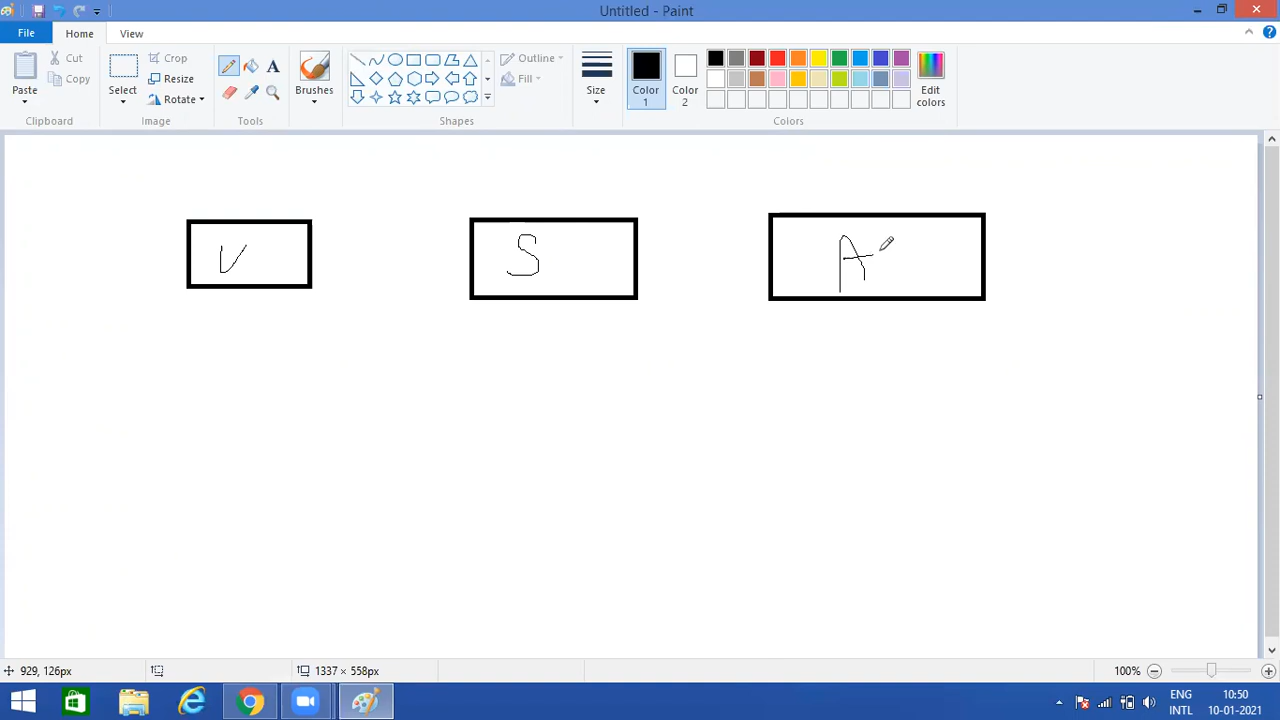 Untitled - Paint
File
Home
View
Paste
Cut
Copy
Clipboard
Select
Crop
Resize
Rotate
Image
A
Tools
Brushes
Shapes
Outline
Fill
Size
Color
1
Color
2
Colors
Edit
colors
V
S
A
929, 126px
1337 × 558px
100%
ENG
INTL
10:50
10-01-2021